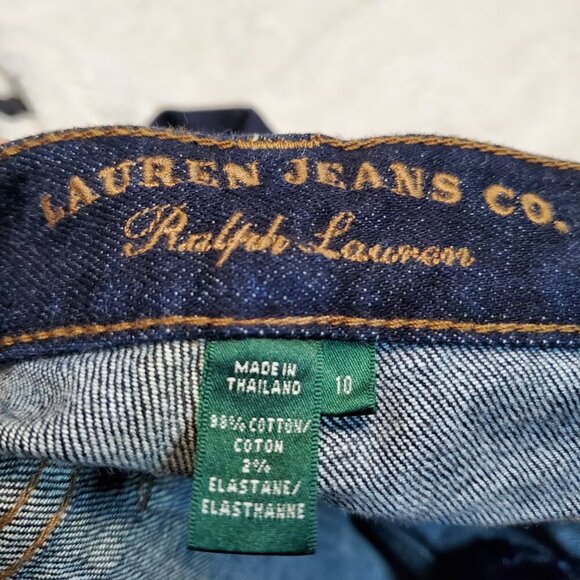 LAUREN JEANS CO.
Ralph Lauren
MADE IN
THAILAND
10
98% COTTON/
COTON
2%
ELASTANE/
ELASTHANNE